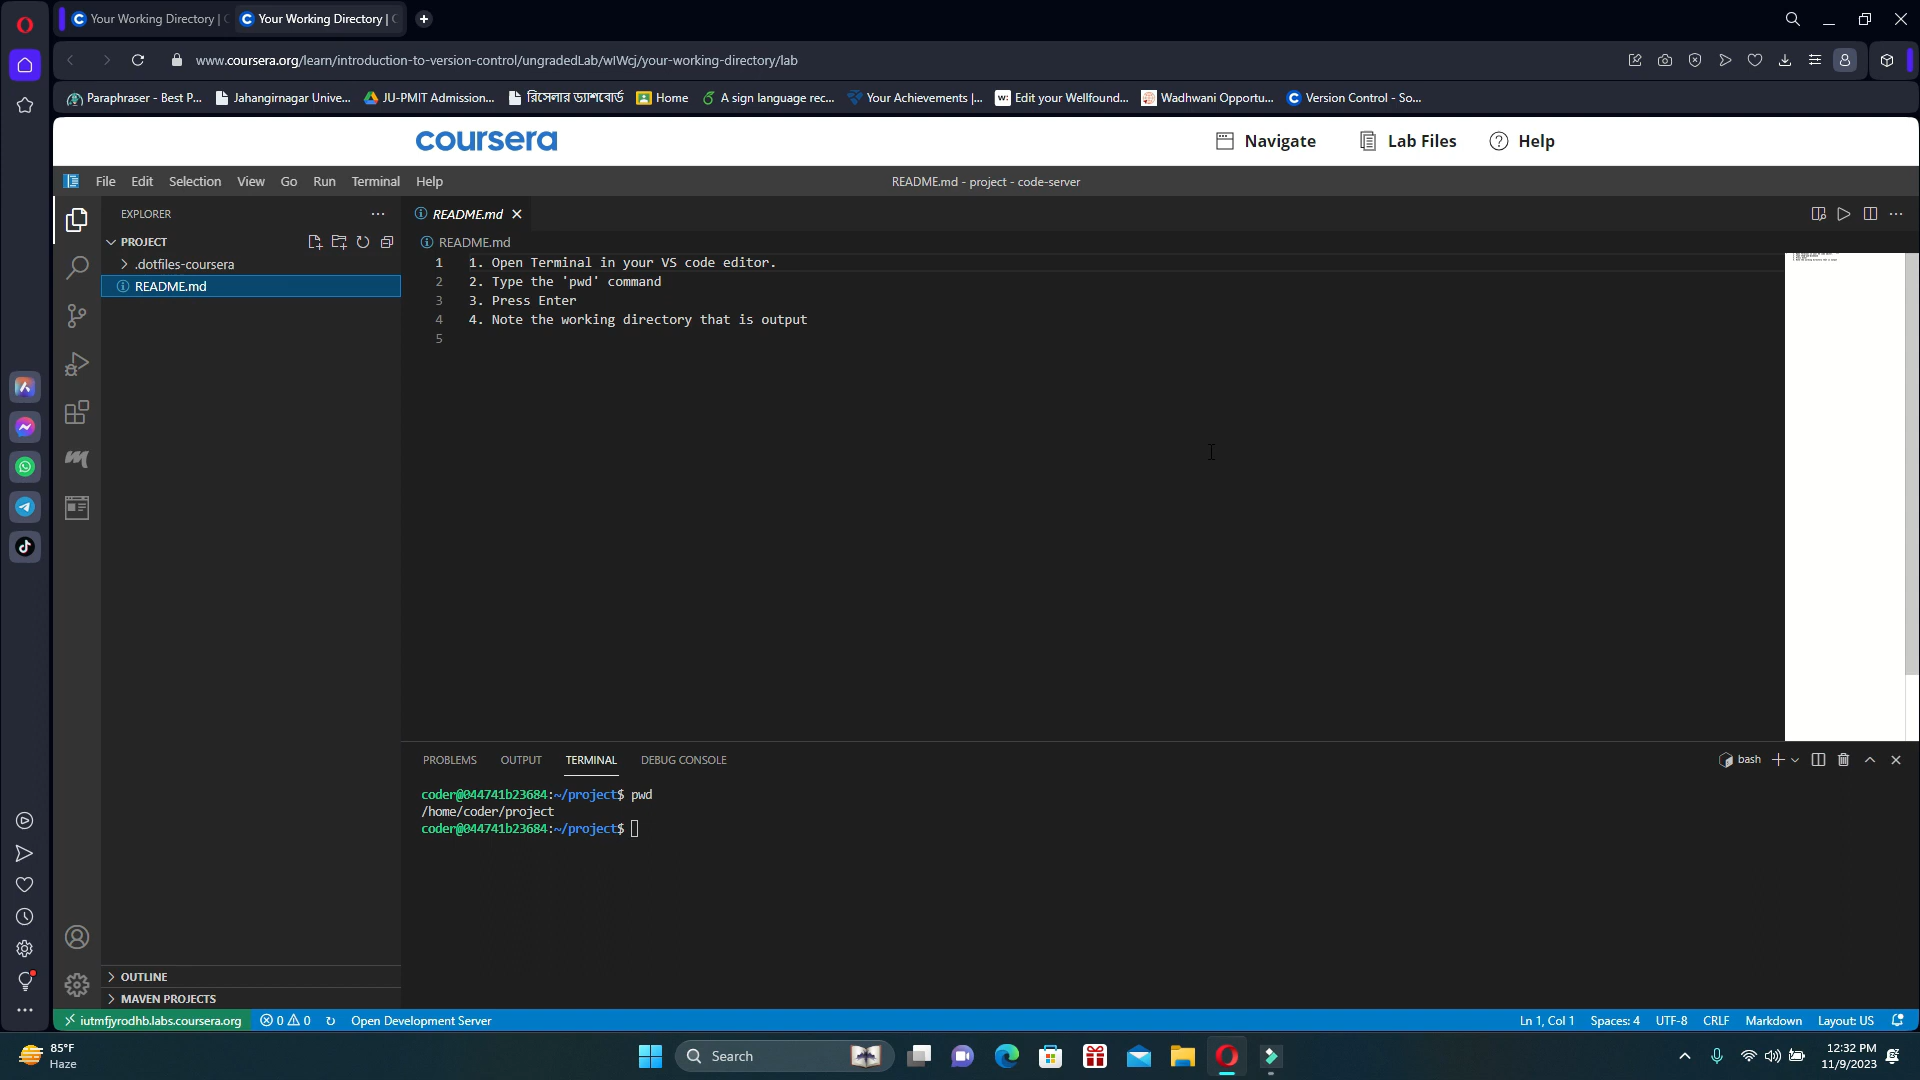 Your Working Directory |
Your Working Directory |
www.coursera.org/learn/introduction-to-version-control/ungradedLab/wIWcj/your-working-directory/lab
Paraphraser - Best P...
Jahangirnagar Unive...
JU-PMIT Admission...
রিসেলার ড্যাশবোর্ড
Home
A sign language rec...
Your Achievements |...
Edit your Wellfound...
Wadhwani Opportu...
Version Control - So...
coursera
Navigate
Lab Files
Help
File Edit Selection View Go Run Terminal Help
README.md - project - code-server
EXPLORER
PROJECT
.dotfiles-coursera
README.md
OUTLINE
MAVEN PROJECTS
README.md
README.md
1 1. Open Terminal in your VS code editor.
2 2. Type the 'pwd' command
3 3. Press Enter
4 4. Note the working directory that is output
5
PROBLEMS OUTPUT TERMINAL DEBUG CONSOLE
bash
coder@044741b23684:~/project$ pwd
/home/coder/project
coder@044741b23684:~/project$
iutmfjyrodhb.labs.coursera.org
0 0
Open Development Server
Ln 1, Col 1
Spaces: 4
UTF-8
CRLF
Markdown
Layout: US
85°F
Haze
Search
12:32 PM
11/9/2023